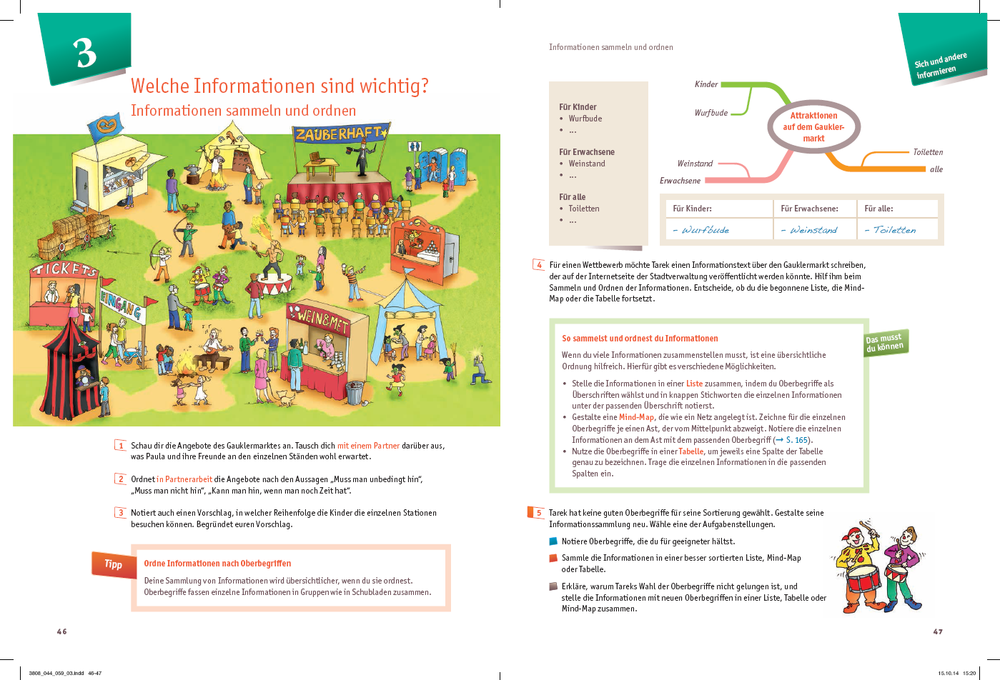 3
Welche Informationen sind wichtig?
Informationen sammeln und ordnen
ZAUBERHAFT
TICKETS
EINGANG
WEIN&MET
1 Schau dir die Angebote des Gauklermarktes an. Tausch dich mit einem Partner darüber aus,
was Paula und ihre Freunde an den einzelnen Ständen wohl erwartet.
2 Ordnet in Partnerarbeit die Angebote nach den Aussagen „Muss man unbedingt hin“,
„Muss man nicht hin“, „Kann man hin, wenn man noch Zeit hat“.
3 Notiert auch einen Vorschlag, in welcher Reihenfolge die Kinder die einzelnen Stationen
besuchen können. Begründet euren Vorschlag.
Tipp
Ordne Informationen nach Oberbegriffen
Deine Sammlung von Informationen wird übersichtlicher, wenn du sie ordnest.
Oberbegriffe fassen einzelne Informationen in Gruppen wie in Schubladen zusammen.
46
3808_044_059_03.indd 46-47
Informationen sammeln und ordnen
Sich und andere
informieren
Für Kinder
• Wurfbude
• ...
Für Erwachsene
• Weinstand
• ...
Für alle
• Toiletten
• ...
Kinder
Wurfbude
Attraktionen
auf dem Gaukler-
markt
Weinstand
Erwachsene
Toiletten
alle
Für Kinder: Für Erwachsene: Für alle:
– Wurfbude – Weinstand – Toiletten
4 Für einen Wettbewerb möchte Tarek einen Informationstext über den Gauklermarkt schreiben,
der auf der Internetseite der Stadtverwaltung veröffentlicht werden könnte. Hilf ihm beim
Sammeln und Ordnen der Informationen. Entscheide, ob du die begonnene Liste, die Mind-
Map oder die Tabelle fortsetzt.
Das musst
du können
So sammelst und ordnest du Informationen
Wenn du viele Informationen zusammenstellen musst, ist eine übersichtliche
Ordnung hilfreich. Hierfür gibt es verschiedene Möglichkeiten.
• Stelle die Informationen in einer Liste zusammen, indem du Oberbegriffe als
Überschriften wählst und in knappen Stichworten die einzelnen Informationen
unter der passenden Überschrift notierst.
• Gestalte eine Mind-Map, die wie ein Netz angelegt ist. Zeichne für die einzelnen
Oberbegriffe je einen Ast, der vom Mittelpunkt abzweigt. Notiere die einzelnen
Informationen an dem Ast mit dem passenden Oberbegriff (→ S. 165).
• Nutze die Oberbegriffe in einer Tabelle, um jeweils eine Spalte der Tabelle
genau zu bezeichnen. Trage die einzelnen Informationen in die passenden
Spalten ein.
5 Tarek hat keine guten Oberbegriffe für seine Sortierung gewählt. Gestalte seine
Informationssammlung neu. Wähle eine der Aufgabenstellungen.
Notiere Oberbegriffe, die du für geeigneter hältst.
Sammle die Informationen in einer besser sortierten Liste, Mind-Map
oder Tabelle.
Erkläre, warum Tareks Wahl der Oberbegriffe nicht gelungen ist, und
stelle die Informationen mit neuen Oberbegriffen in einer Liste, Tabelle oder
Mind-Map zusammen.
47
15.10.14 15:20